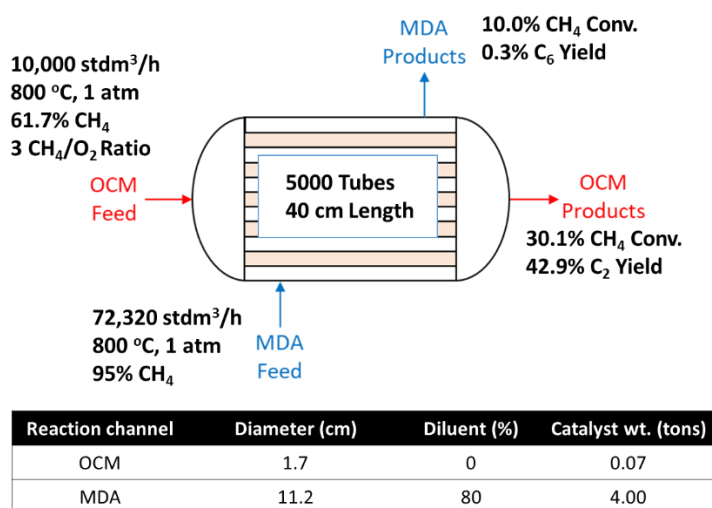 MDA
Products
10.0% CH₄ Conv.
0.3% C₆ Yield
10,000 stdm³/h
800 °C, 1 atm
61.7% CH₄
3 CH₄/O₂ Ratio
OCM
Feed
5000 Tubes
40 cm Length
OCM
Products
30.1% CH₄ Conv.
42.9% C₂ Yield
72,320 stdm³/h
800 °C, 1 atm
95% CH₄
MDA
Feed
Reaction channel Diameter (cm) Diluent (%) Catalyst wt. (tons)
OCM 1.7 0 0.07
MDA 11.2 80 4.00